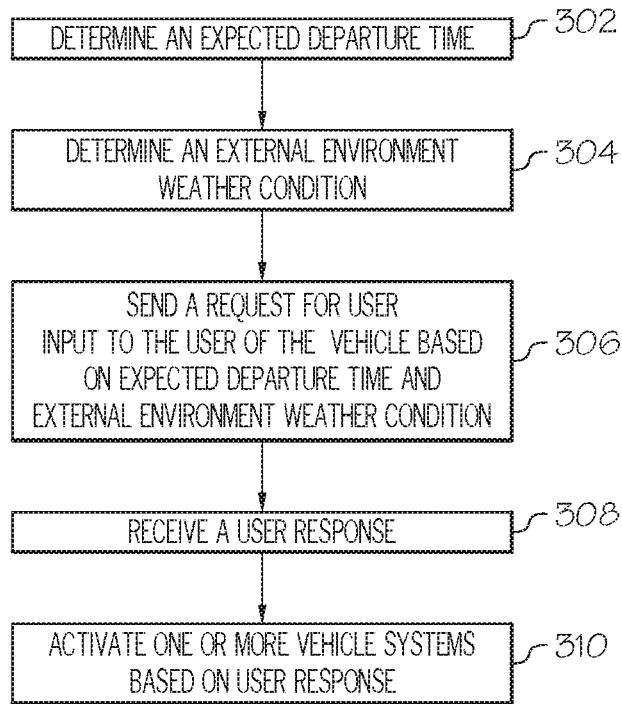 DETERMINE AN EXPECTED DEPARTURE TIME
302
DETERMINE AN EXTERNAL ENVIRONMENT
WEATHER CONDITION
304
SEND A REQUEST FOR USER
INPUT TO THE USER OF THE VEHICLE BASED
ON EXPECTED DEPARTURE TIME AND
EXTERNAL ENVIRONMENT WEATHER CONDITION
306
RECEIVE A USER RESPONSE
308
ACTIVATE ONE OR MORE VEHICLE SYSTEMS
BASED ON USER RESPONSE
310